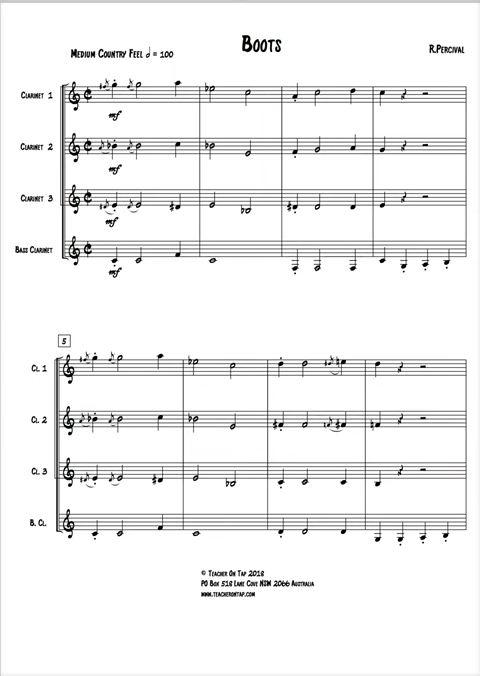 Boots
Medium Country Feel 𝅗𝅥 = 100
R.Percival
Clarinet 1
mf
Clarinet 2
mf
Clarinet 3
mf
Bass Clarinet
mf
5
Cl. 1
Cl. 2
Cl. 3
B. Cl.
© Teacher On Tap 2018
PO Box 518 Lane Cove NSW 2066 Australia
www.teacherontap.com